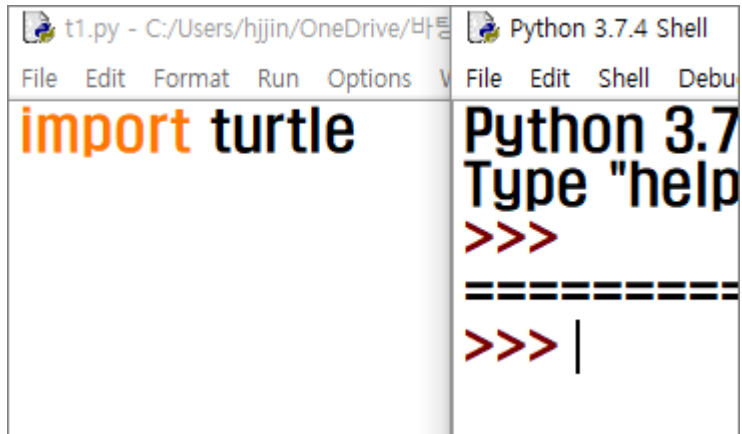 t1.py - C:/Users/hjjin/OneDrive/바탕
File Edit Format Run Options
import turtle
Python 3.7.4 Shell
File Edit Shell Debu
Python 3.7
Type "help
>>>
==========
>>>